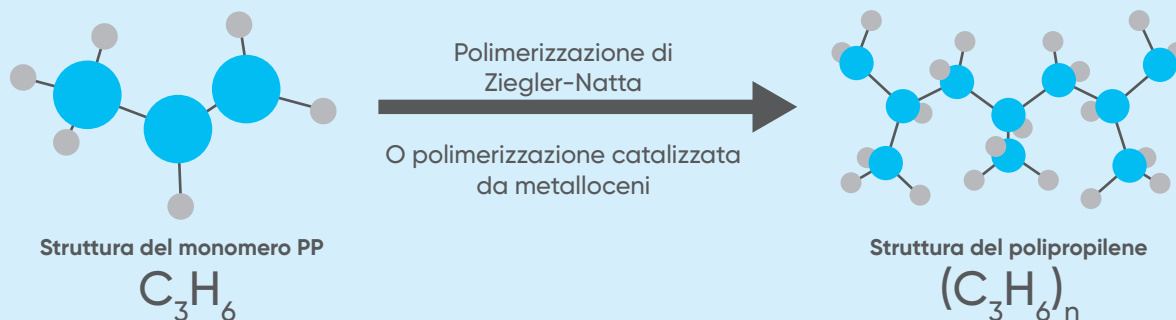 Polimerizzazione di
Ziegler-Natta
O polimerizzazione catalizzata
da metalloceni
Struttura del monomero PP
C₃H₆
Struttura del polipropilene
(C₃H₆)ₙ